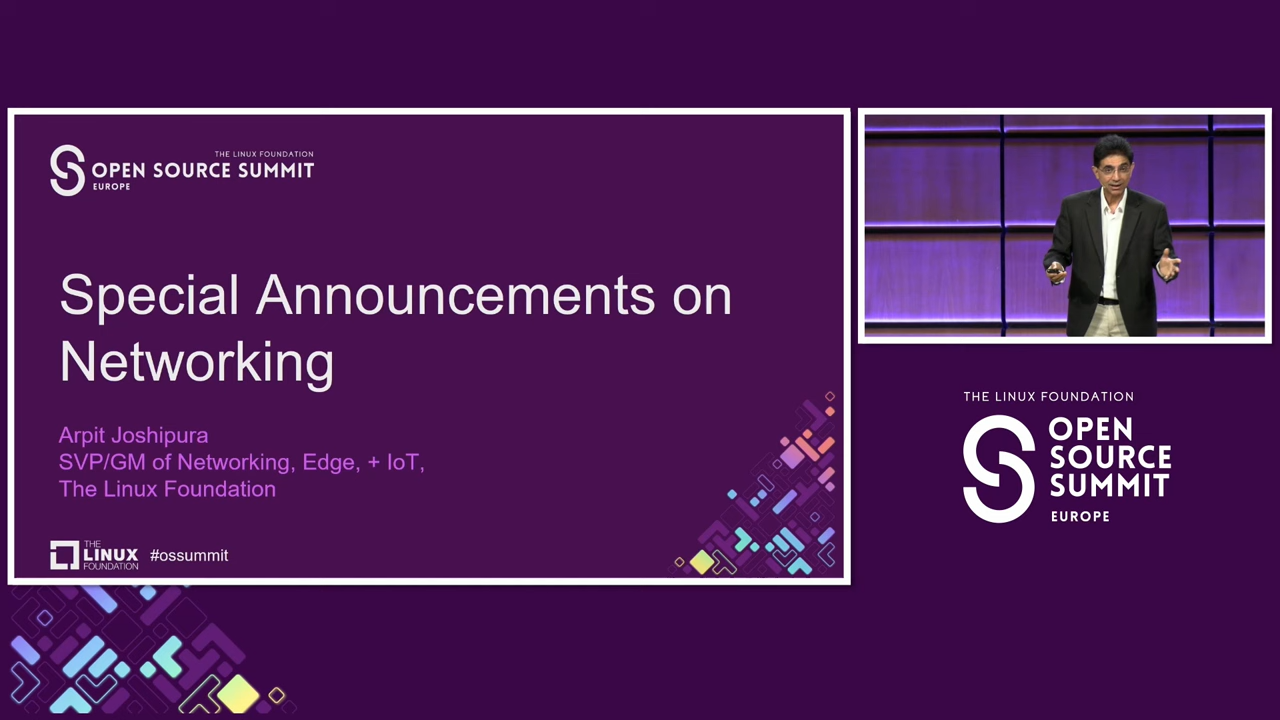 THE LINUX FOUNDATION
OPEN SOURCE SUMMIT
EUROPE
Special Announcements on
Networking
Arpit Joshipura
SVP/GM of Networking, Edge, + IoT,
The Linux Foundation
THE
LINUX
FOUNDATION
#ossummit
THE LINUX FOUNDATION
OPEN
SOURCE
SUMMIT
EUROPE